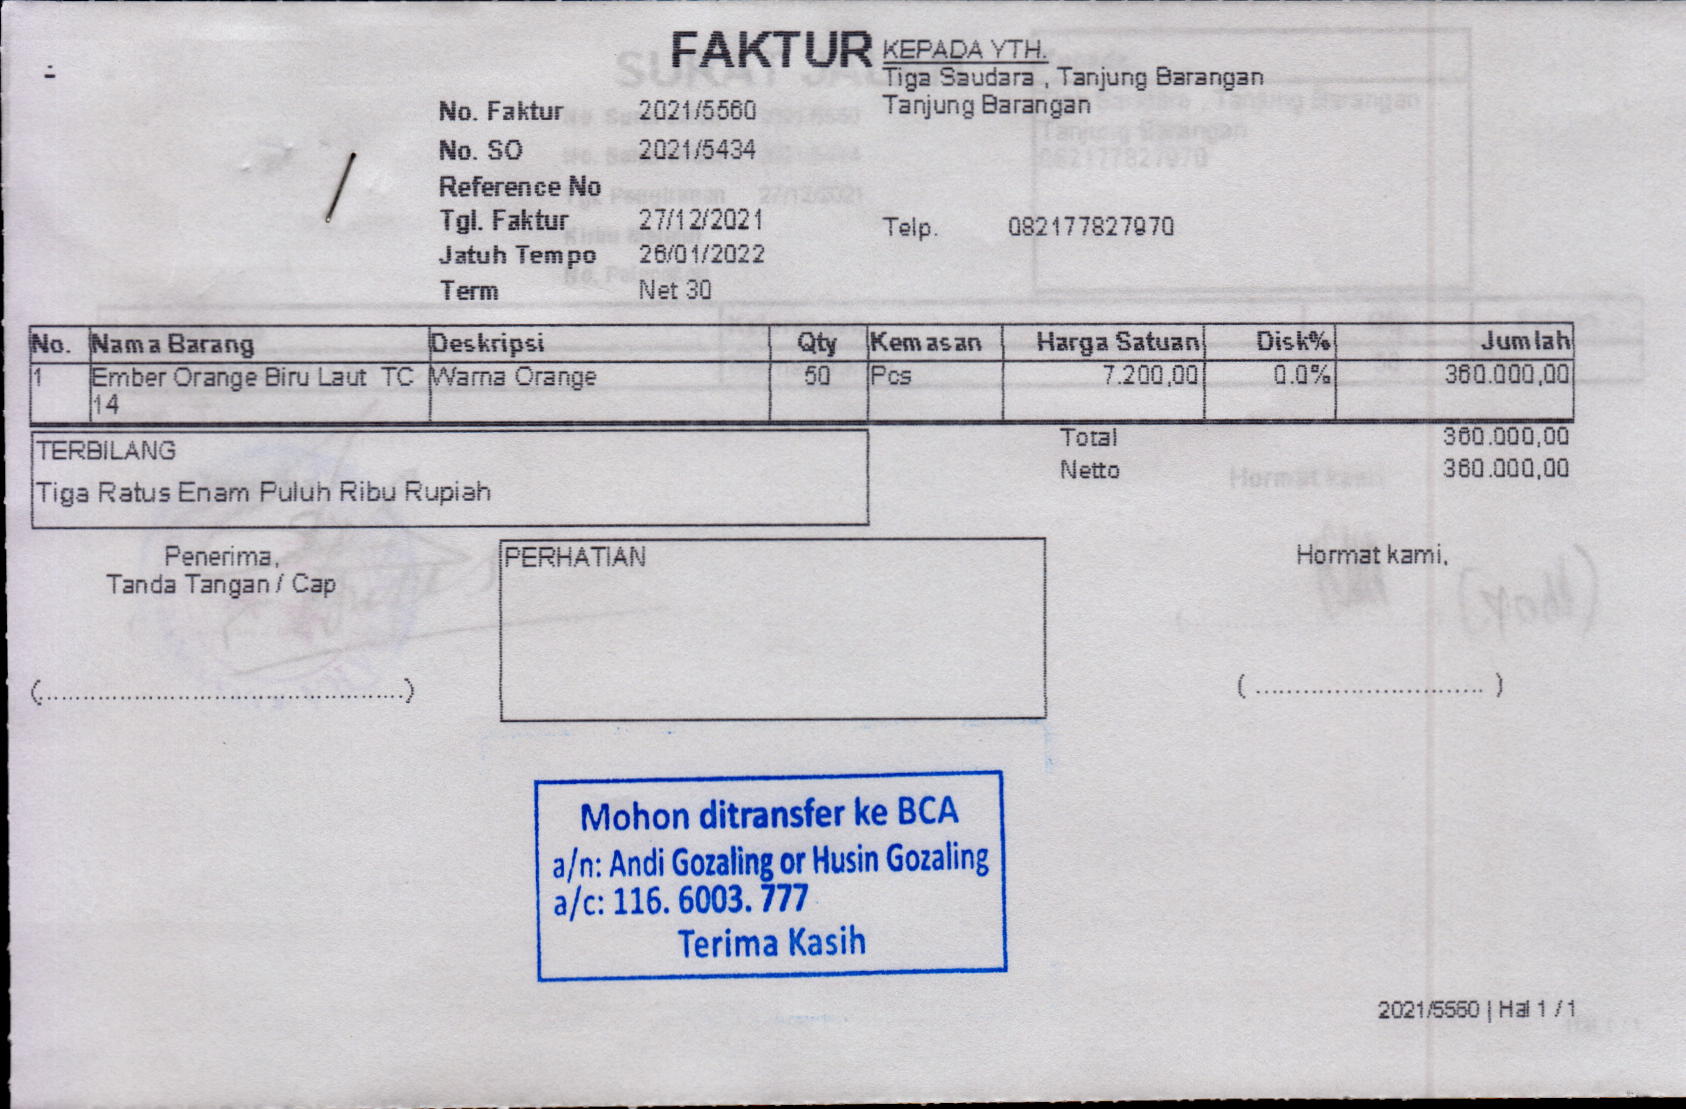 FAKTUR
KEPADA YTH.
Tiga Saudara , Tanjung Barangan
Tanjung Barangan
No. Faktur 2021/5560
No. SO 2021/5434
Reference No
Tgl. Faktur 27/12/2021
Telp. 082177827970
Jatuh Tempo 26/01/2022
Term Net 30
No. Nama Barang Deskripsi Qty Kemasan Harga Satuan Disk% Jumlah
1 Ember Orange Biru Laut TC Warna Orange 50 Pcs 7.200,00 0.0% 360.000,00
14
Total 360.000,00
TERBILANG
Netto 360.000,00
Tiga Ratus Enam Puluh Ribu Rupiah
Penerima,
Tanda Tangan / Cap
PERHATIAN
Hormat kami,
(................................................)
( ............................. )
Mohon ditransfer ke BCA
a/n: Andi Gozaling or Husin Gozaling
a/c: 116. 6003. 777
Terima Kasih
2021/5560 | Hal 1 / 1